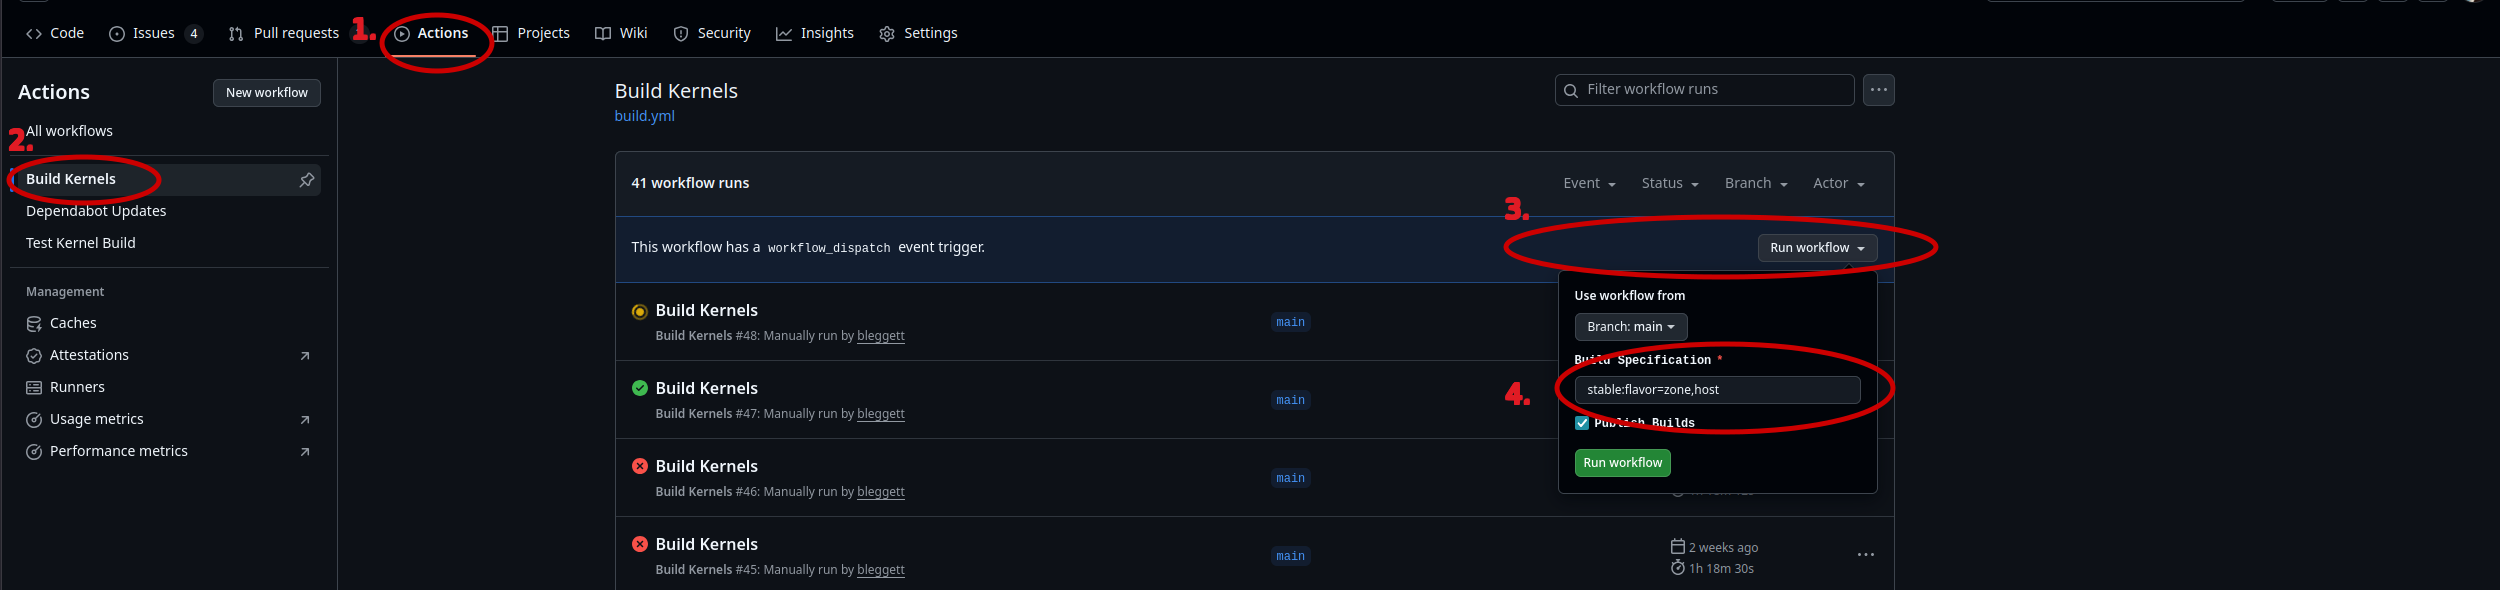 Code Issues 4 Pull requests 1. Actions Projects Wiki Security Insights Settings
Actions New workflow
All workflows
2.
Build Kernels
Dependabot Updates
Test Kernel Build
Management
Caches
Attestations
Runners
Usage metrics
Performance metrics
Build Kernels
build.yml
Filter workflow runs
41 workflow runs Event Status Branch Actor
3.
This workflow has a workflow_dispatch event trigger. Run workflow
Use workflow from
Branch: main
Build Specification *
4.
stable:flavor=zone,host
Publish Builds
Run workflow
Build Kernels
Build Kernels #48: Manually run by bleggett
main
Build Kernels
Build Kernels #47: Manually run by bleggett
main
Build Kernels
Build Kernels #46: Manually run by bleggett
main
Build Kernels
Build Kernels #45: Manually run by bleggett
main
2 weeks ago
1h 18m 30s